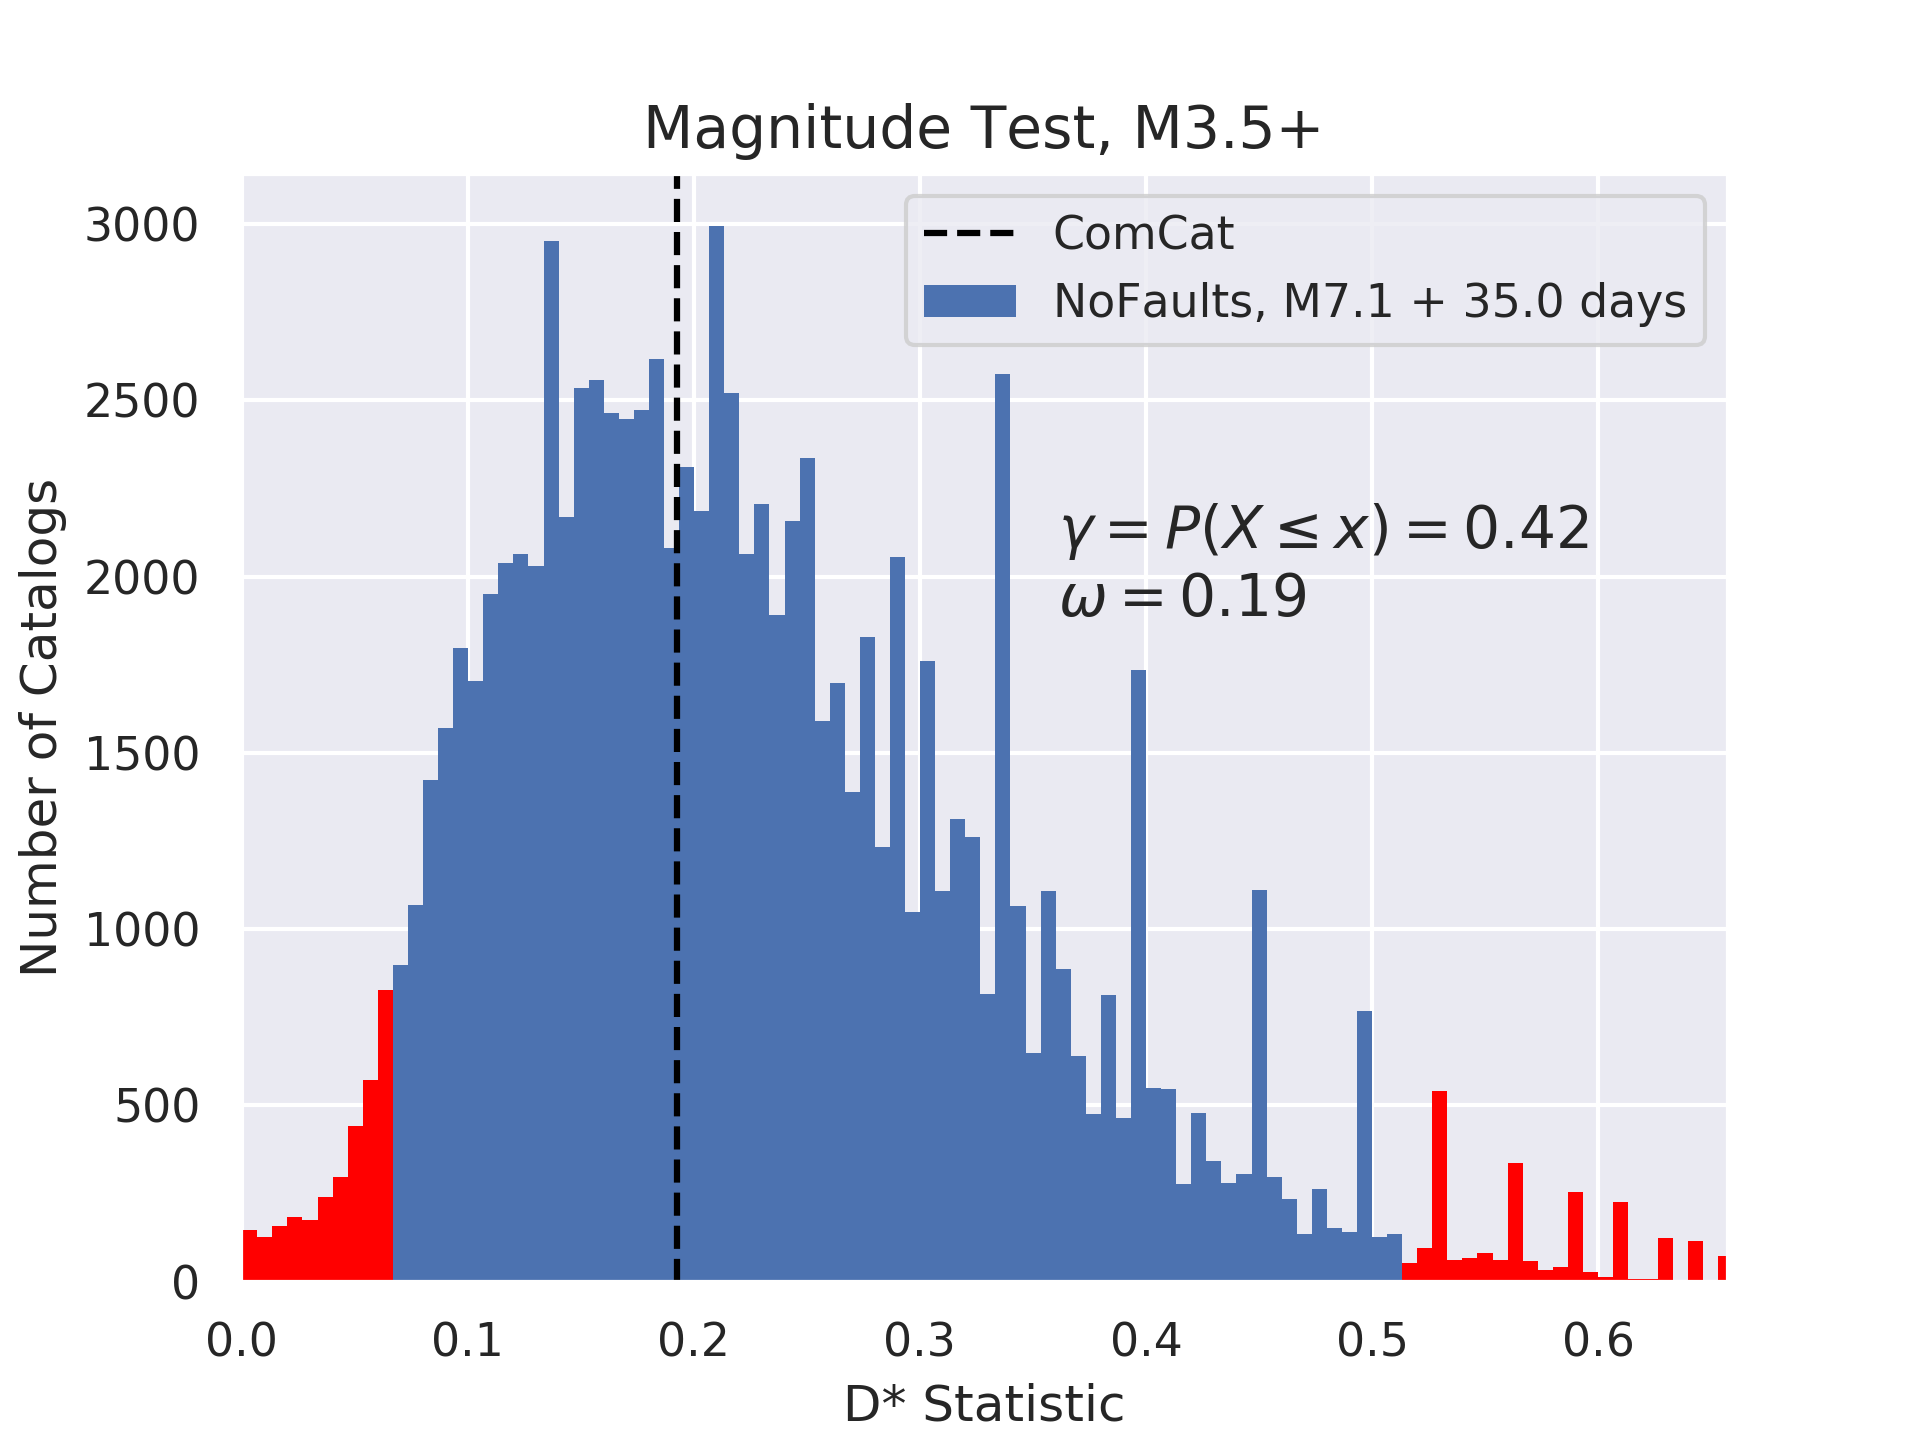 Magnitude Test, M3.5+
ComCat
NoFaults, M7.1 + 35.0 days
γ = P(X ≤ x) = 0.42
ω = 0.19
Number of Catalogs
3000
2500
2000
1500
1000
500
0
0.0 0.1 0.2 0.3 0.4 0.5 0.6
D* Statistic